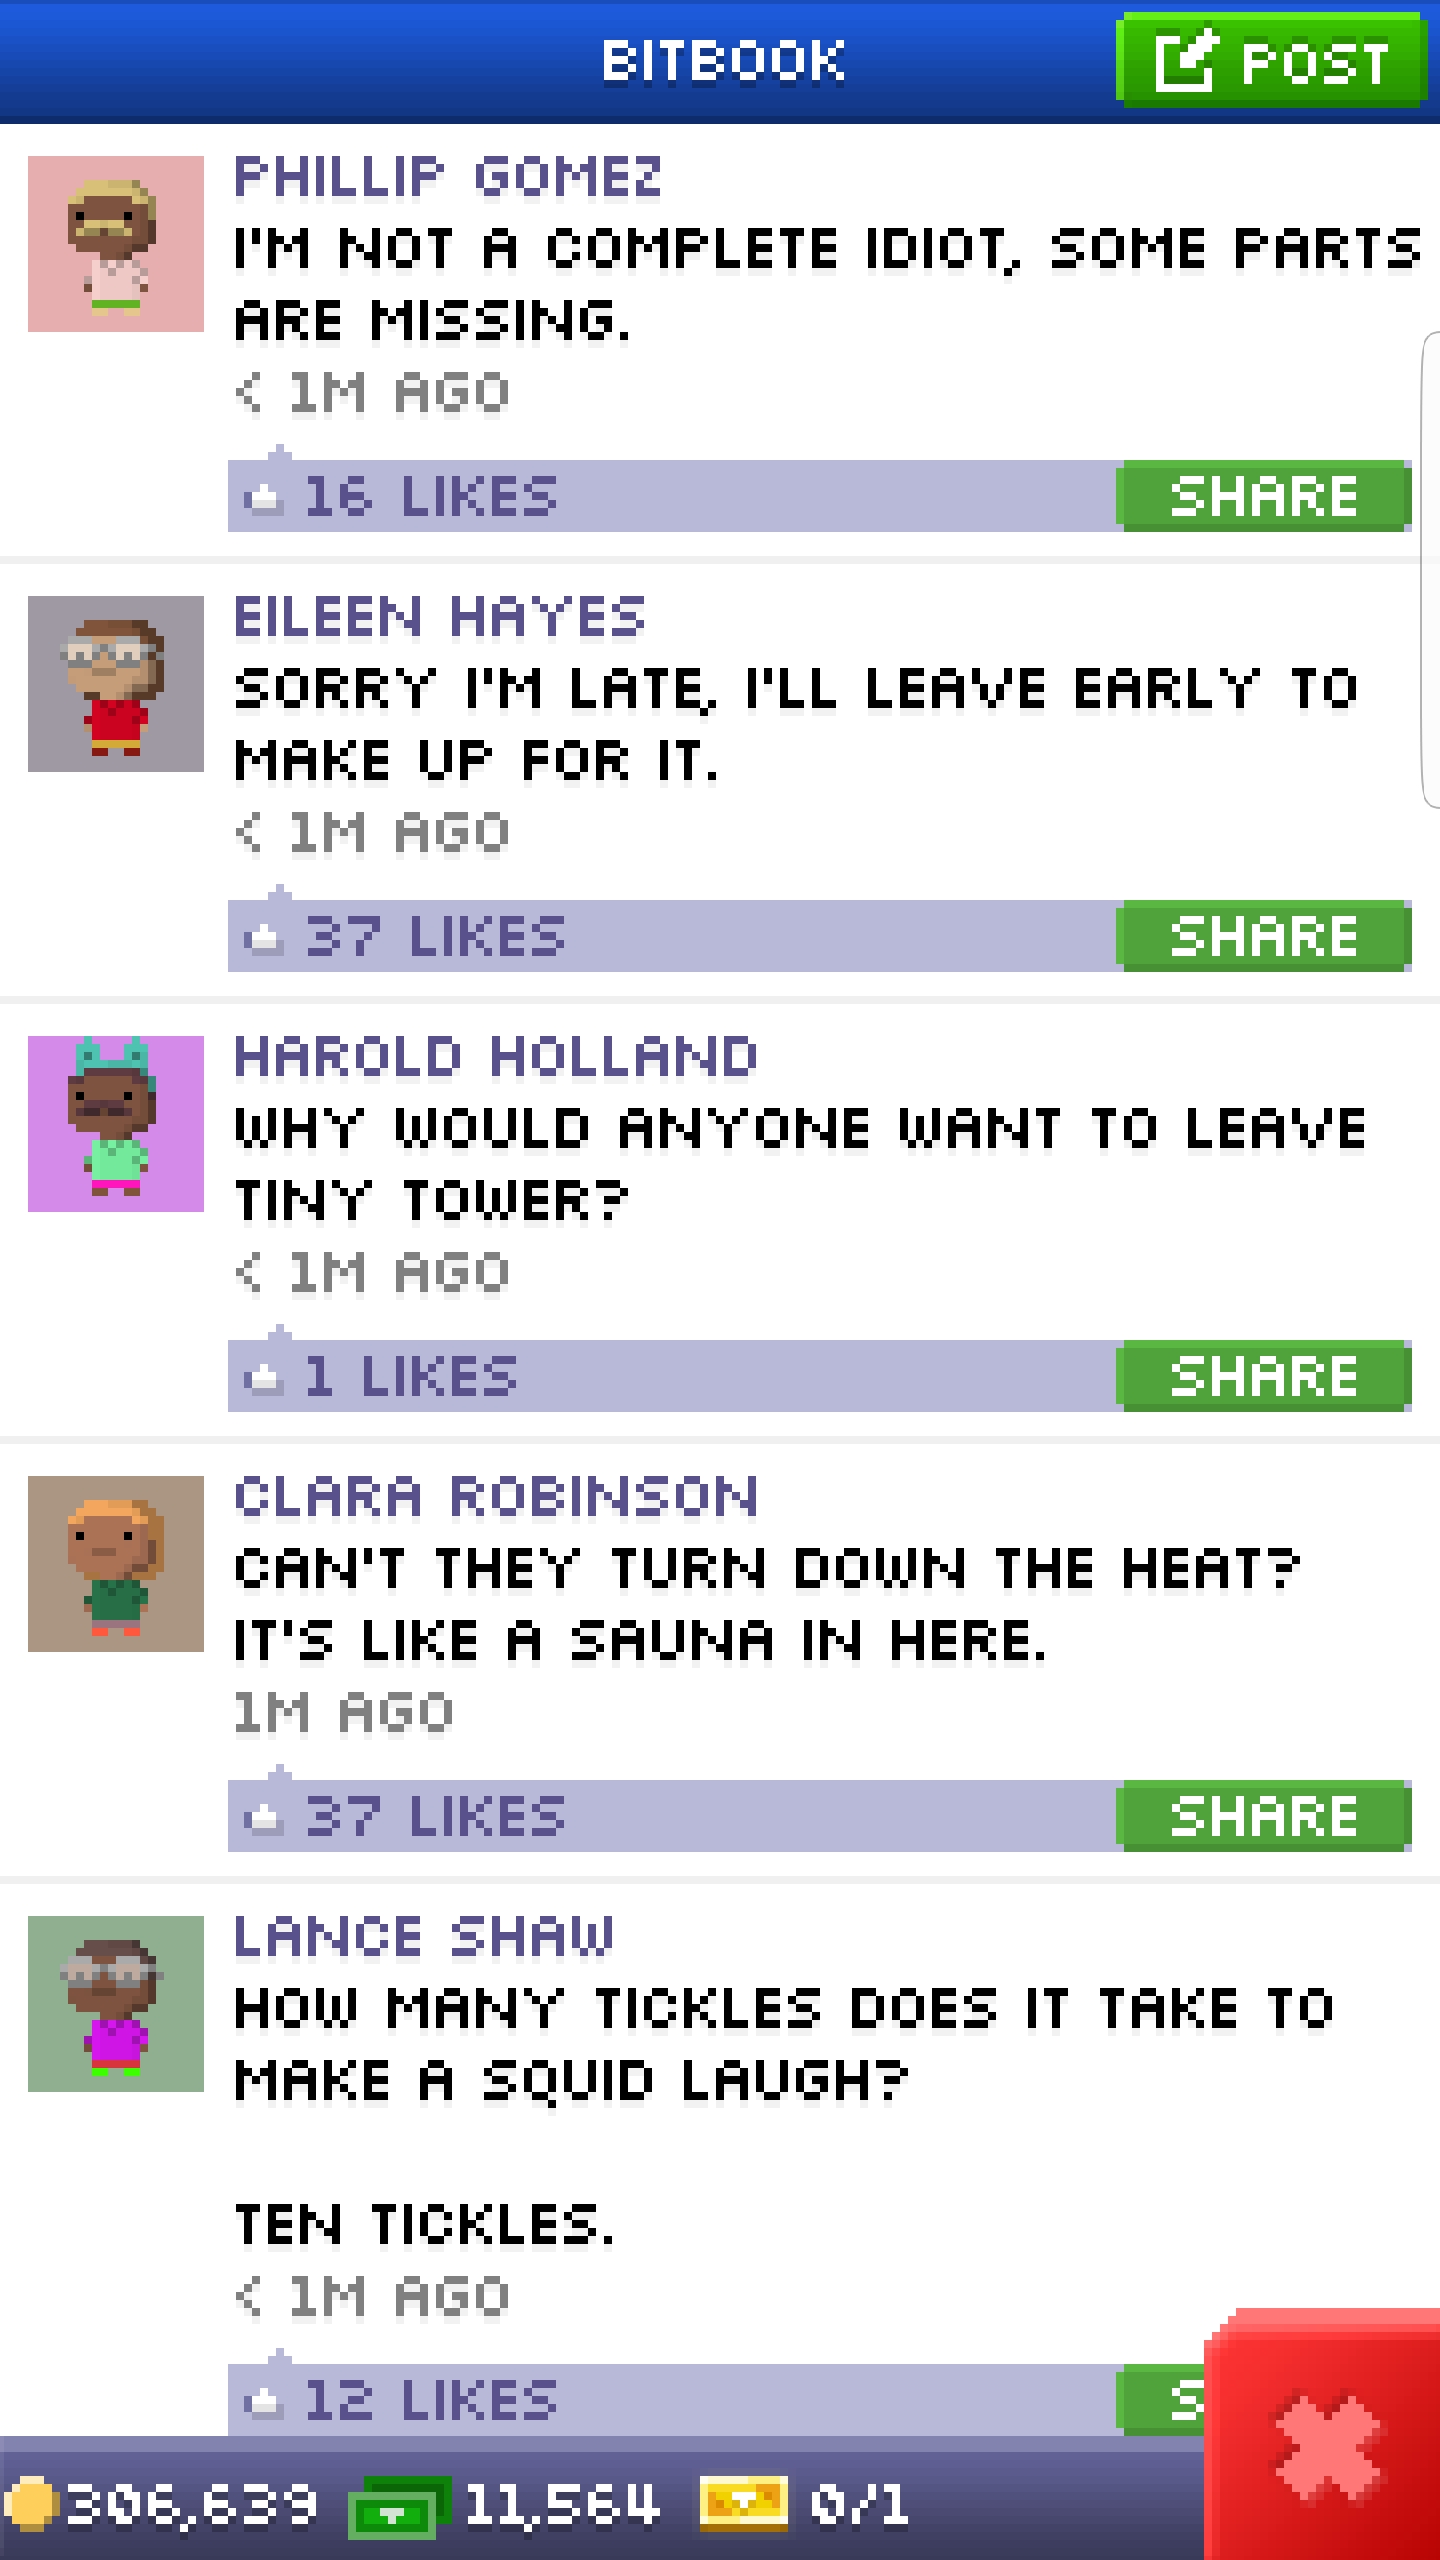 BITBOOK
POST
PHILLIP GOMEZ
I'M NOT A COMPLETE IDIOT, SOME PARTS
ARE MISSING.
< 1M AGO
16 LIKES
SHARE
EILEEN HAYES
SORRY I'M LATE, I'LL LEAVE EARLY TO
MAKE UP FOR IT.
< 1M AGO
37 LIKES
SHARE
HAROLD HOLLAND
WHY WOULD ANYONE WANT TO LEAVE
TINY TOWER?
< 1M AGO
1 LIKES
SHARE
CLARA ROBINSON
CAN'T THEY TURN DOWN THE HEAT?
IT'S LIKE A SAUNA IN HERE.
1M AGO
37 LIKES
SHARE
LANCE SHAW
HOW MANY TICKLES DOES IT TAKE TO
MAKE A SQUID LAUGH?
TEN TICKLES.
< 1M AGO
12 LIKES
S
306,639 11,564 0/1